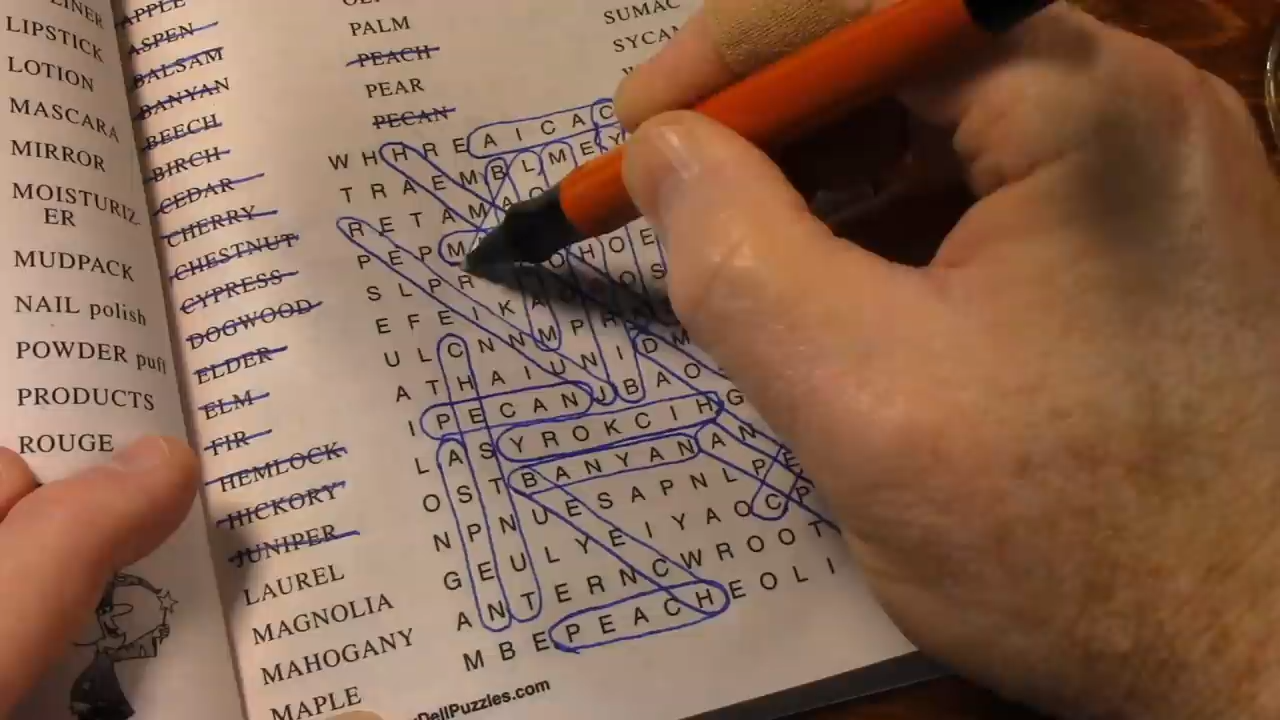 LINER
LIPSTICK
LOTION
MASCARA
MIRROR
MOISTURIZ-
ER
MUDPACK
NAIL polish
POWDER puff
PRODUCTS
ROUGE
APPLE
ASPEN
BALSAM
BANYAN
BEECH
BIRCH
CEDAR
CHERRY
CHESTNUT
CYPRESS
DOGWOOD
ELDER
ELM
FIR
HEMLOCK
HICKORY
JUNIPER
LAUREL
MAGNOLIA
MAHOGANY
MAPLE
PALM
PEACH
PEAR
PECAN
SUMAC
W H H R E A I C A C
T R A E M B L M E Y
R E T A M A
P E P M
S L P R
E F E I K
U L C N N M P R
A T H A I U N I D M
I P E C A N J B A O S
L A S Y R O K C I H G
O S T B A N Y A N A N
N P N U E S A P N L P E
G E U L Y E I Y A O C P
A N T E R N C W R O O T
M B E P E A C H E O L I
DellPuzzles.com